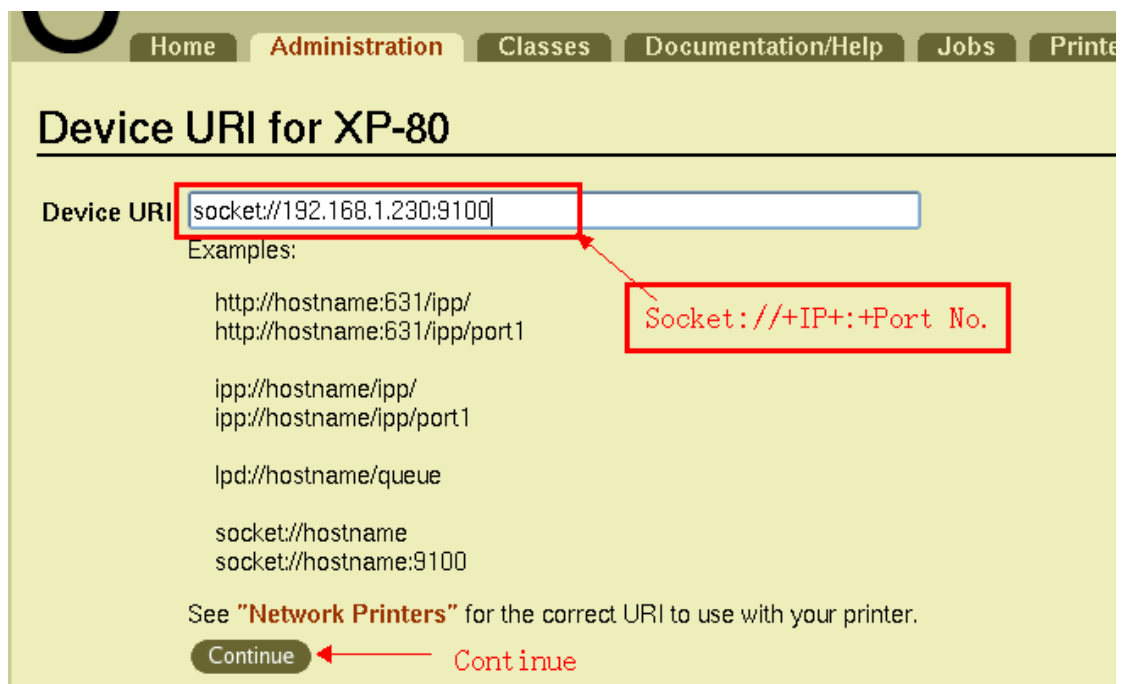 Home Administration Classes Documentation/Help Jobs Printe
Device URI for XP-80
Device URI socket://192.168.1.230:9100
Examples:
http://hostname:631/ipp/
http://hostname:631/ipp/port1
Socket://+IP+:+Port No.
ipp://hostname/ipp/
ipp://hostname/ipp/port1
lpd://hostname/queue
socket://hostname
socket://hostname:9100
See "Network Printers" for the correct URI to use with your printer.
Continue Continue